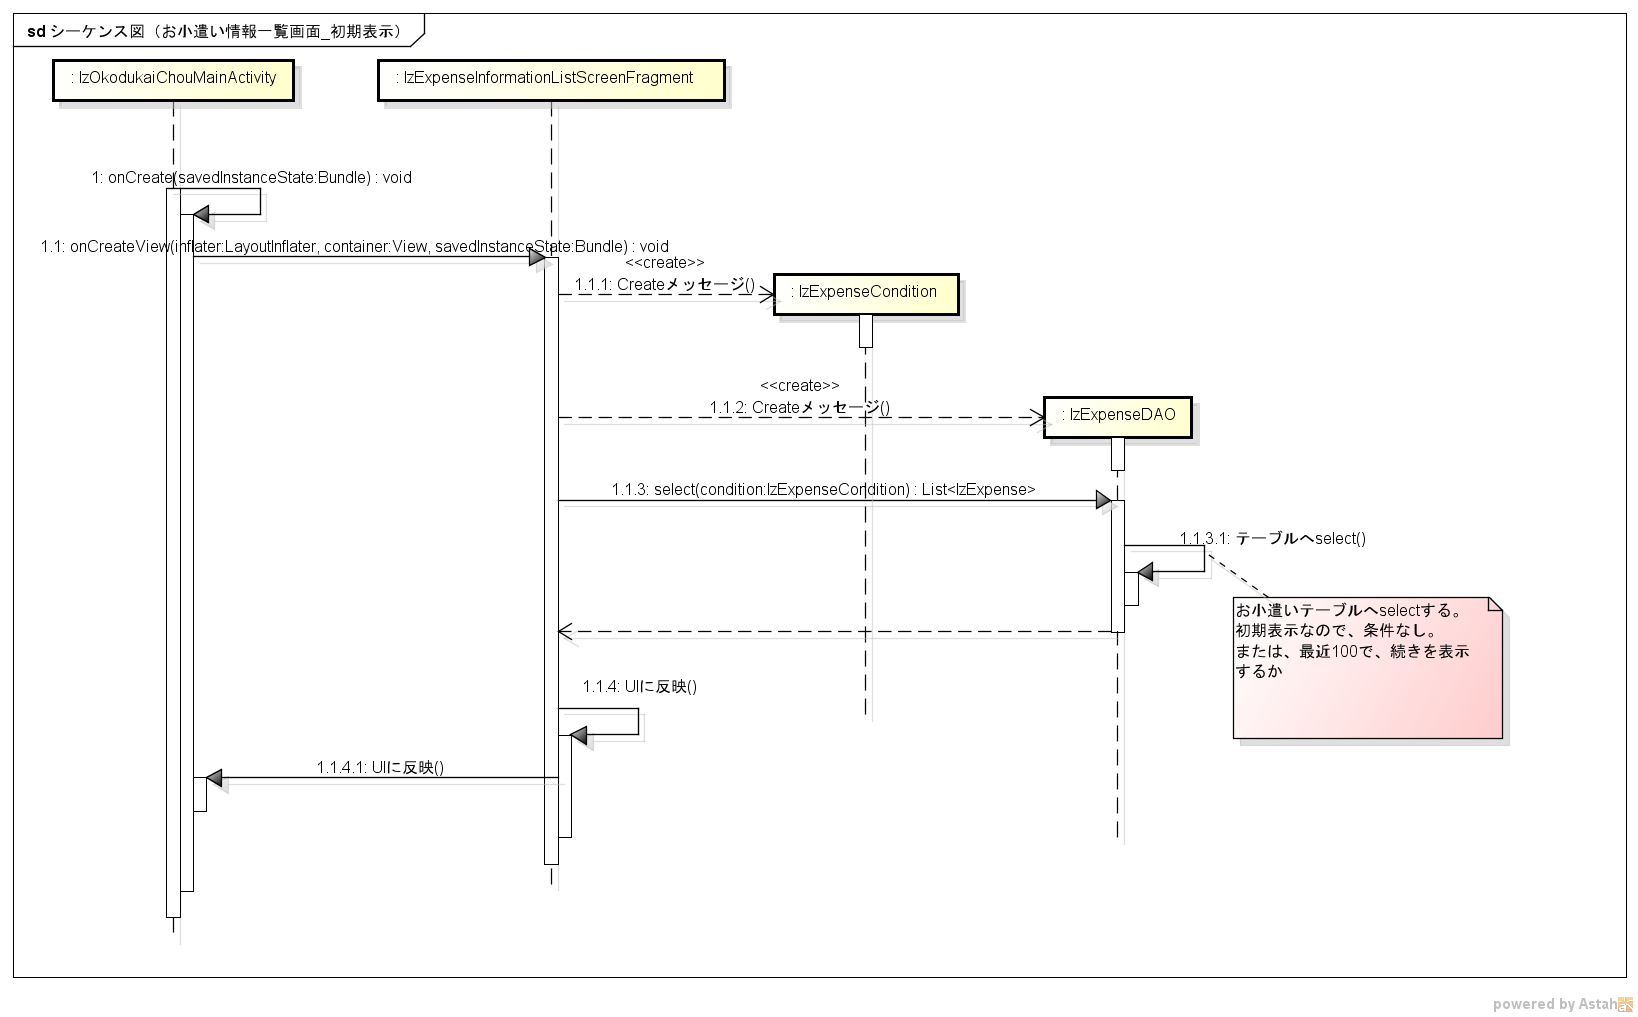 sd シーケンス図（お小遣い情報一覧画面_初期表示）
: IzOkodukaiChouMainActivity
: IzExpenseInformationListScreenFragment
1: onCreate(savedInstanceState:Bundle) : void
1.1: onCreateView(inflater:LayoutInflater, container:View, savedInstanceState:Bundle) : void
<<create>>
1.1.1: Createメッセージ()
: IzExpenseCondition
<<create>>
1.1.2: Createメッセージ()
: IzExpenseDAO
1.1.3: select(condition:IzExpenseCondition) : List<IzExpense>
1.1.3.1: テーブルへselect()
お小遣いテーブルへselectする。
初期表示なので、条件なし。
または、最近100で、続きを表示
するか
1.1.4: UIに反映()
1.1.4.1: UIに反映()
powered by Astah